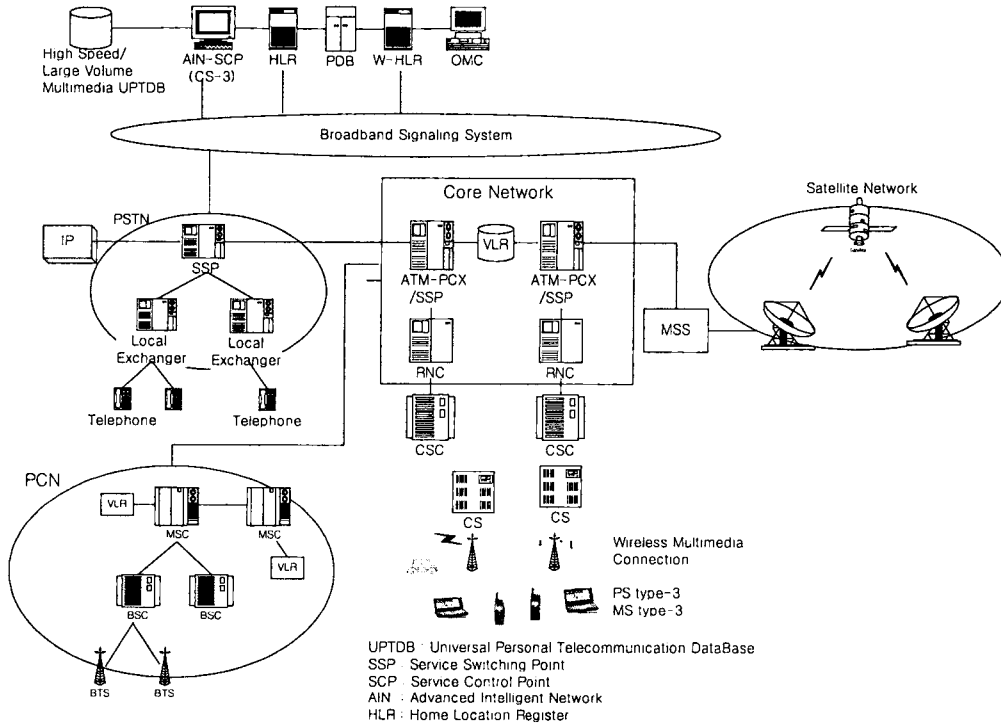 High Speed/
Large Volume
Multimedia UPTDB
AIN-SCP
(CS-3)
HLR
PDB
W-HLR
OMC
Broadband Signaling System
PSTN
IP
SSP
Local
Exchanger
Local
Exchanger
Telephone
Telephone
Core Network
ATM-PCX
/SSP
VLR
ATM-PCX
/SSP
RNC
RNC
CSC
CSC
CS
CS
MSS
Satellite Network
PCN
VLR
MSC
MSC
VLR
BSC
BSC
BTS
BTS
Wireless Multimedia
Connection
PS type-3
MS type-3
UPTDB : Universal Personal Telecommunication DataBase
SSP : Service Switching Point
SCP : Service Control Point
AIN : Advanced Intelligent Network
HLR : Home Location Register